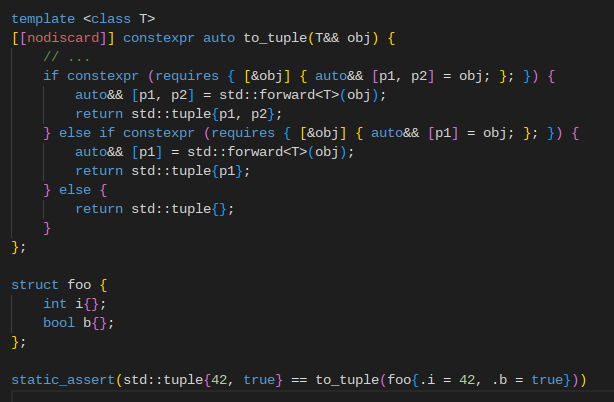 template <class T>
[[nodiscard]] constexpr auto to_tuple(T&& obj) {
    // ...
    if constexpr (requires { [&obj] { auto&& [p1, p2] = obj; }; }) {
        auto&& [p1, p2] = std::forward<T>(obj);
        return std::tuple{p1, p2};
    } else if constexpr (requires { [&obj] { auto&& [p1] = obj; }; }) {
        auto&& [p1] = std::forward<T>(obj);
        return std::tuple{p1};
    } else {
        return std::tuple{};
    }
};

struct foo {
    int i{};
    bool b{};
};

static_assert(std::tuple{42, true} == to_tuple(foo{.i = 42, .b = true}))